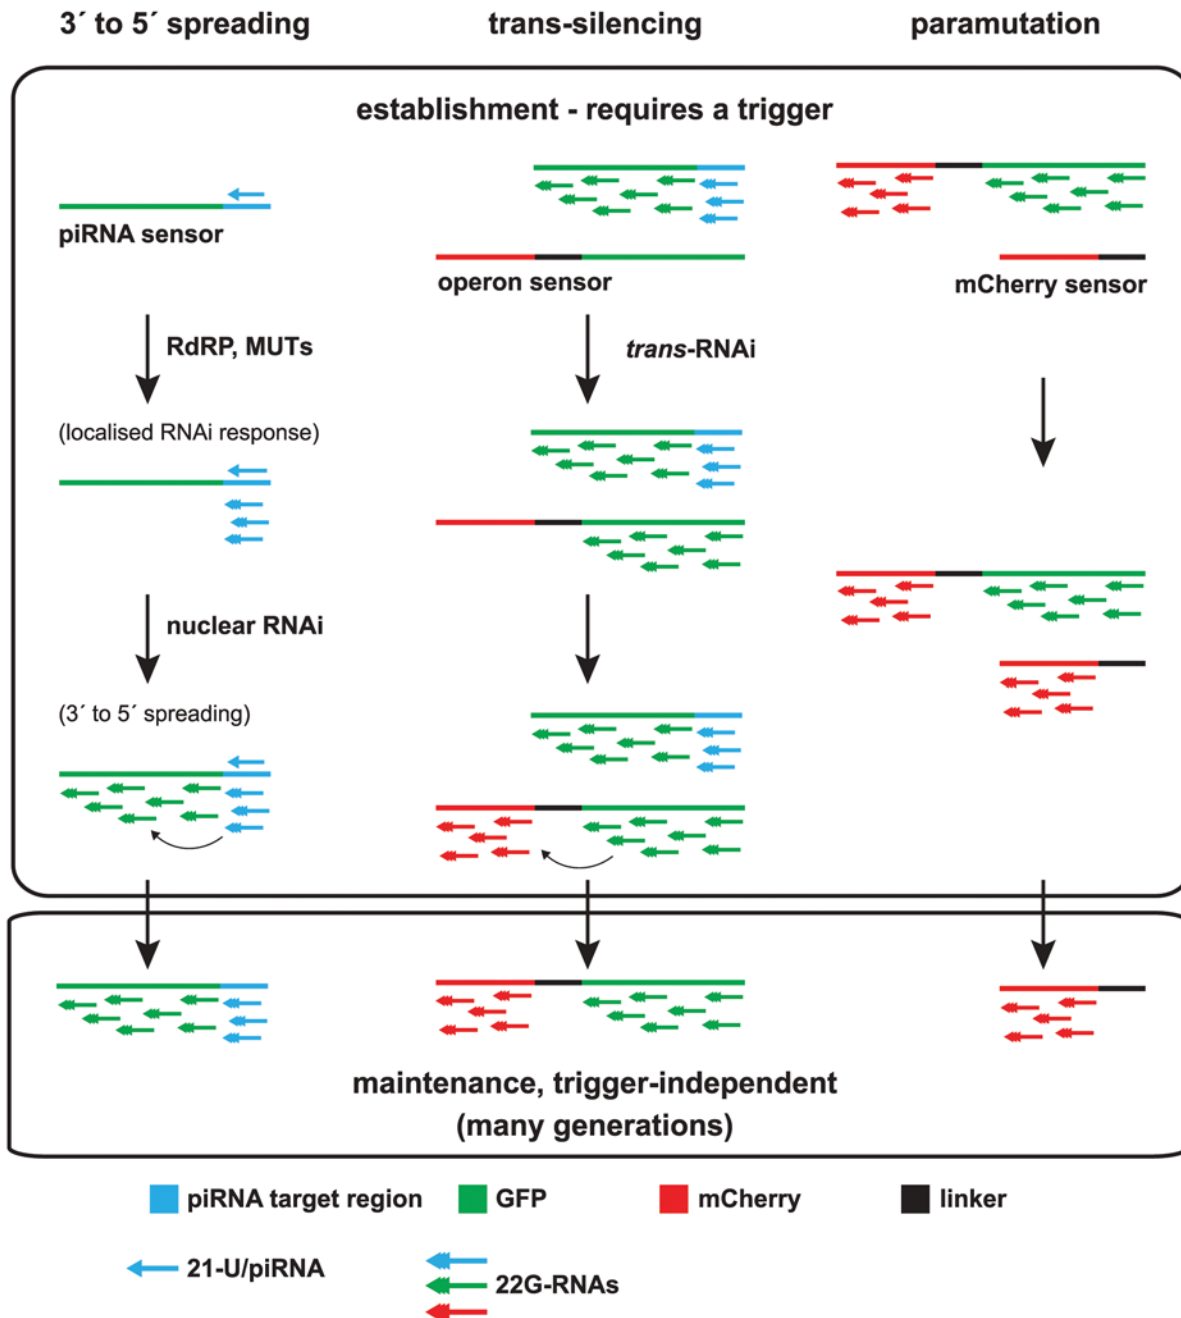 3´ to 5´ spreading
trans-silencing
paramutation
establishment - requires a trigger
piRNA sensor
operon sensor
mCherry sensor
RdRP, MUTs
trans-RNAi
(localised RNAi response)
nuclear RNAi
(3´ to 5´ spreading)
maintenance, trigger-independent
(many generations)
piRNA target region
GFP
mCherry
linker
21-U/piRNA
22G-RNAs